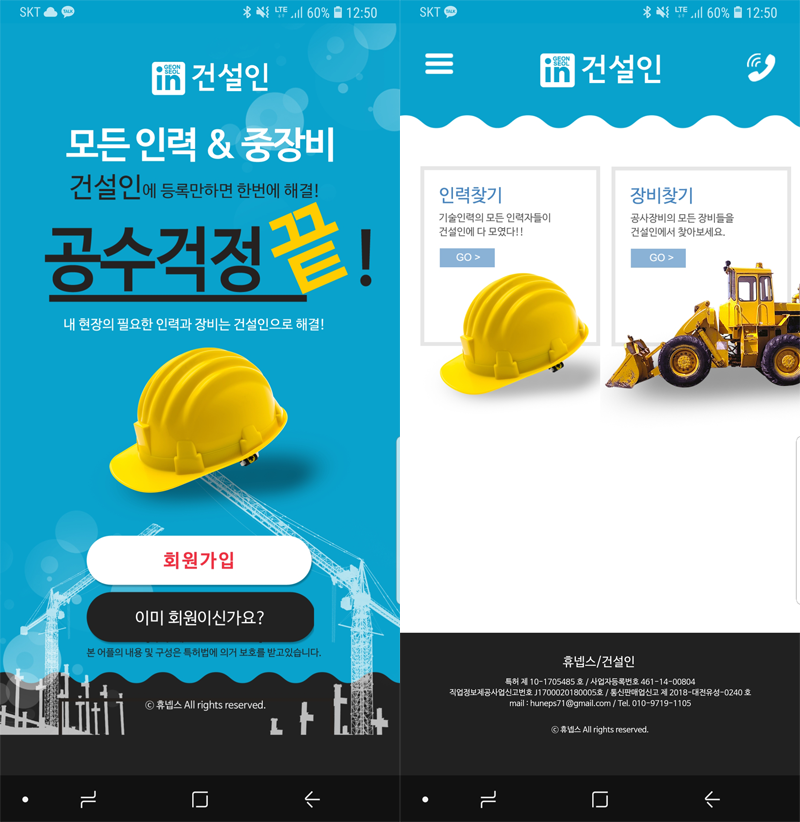 SKT TALK LTE 60% 12:50
GEON
SEOL
in 건설인
모든 인력 & 중장비
건설인에 등록만하면 한번에 해결!
공수걱정 끝!
내 현장의 필요한 인력과 장비는 건설인으로 해결!
회원가입
이미 회원이신가요?
본 어플의 내용 및 구성은 특허법에 의거 보호를 받고있습니다.
ⓒ 휴넵스 All rights reserved.
SKT TALK LTE 60% 12:50
GEON
SEOL
in 건설인
인력찾기
기술인력의 모든 인력자들이
건설인에 다 모였다!!
GO >
장비찾기
공사장비의 모든 장비들을
건설인에서 찾아보세요.
GO >
휴넵스/건설인
특허 제 10-1705485 호 / 사업자등록번호 461-14-00804
직업정보제공사업신고번호 J1700020180005호 / 통신판매업신고 제 2018-대전유성-0240 호
mail : huneps71@gmail.com / Tel. 010-9719-1105
ⓒ 휴넵스 All rights reserved.